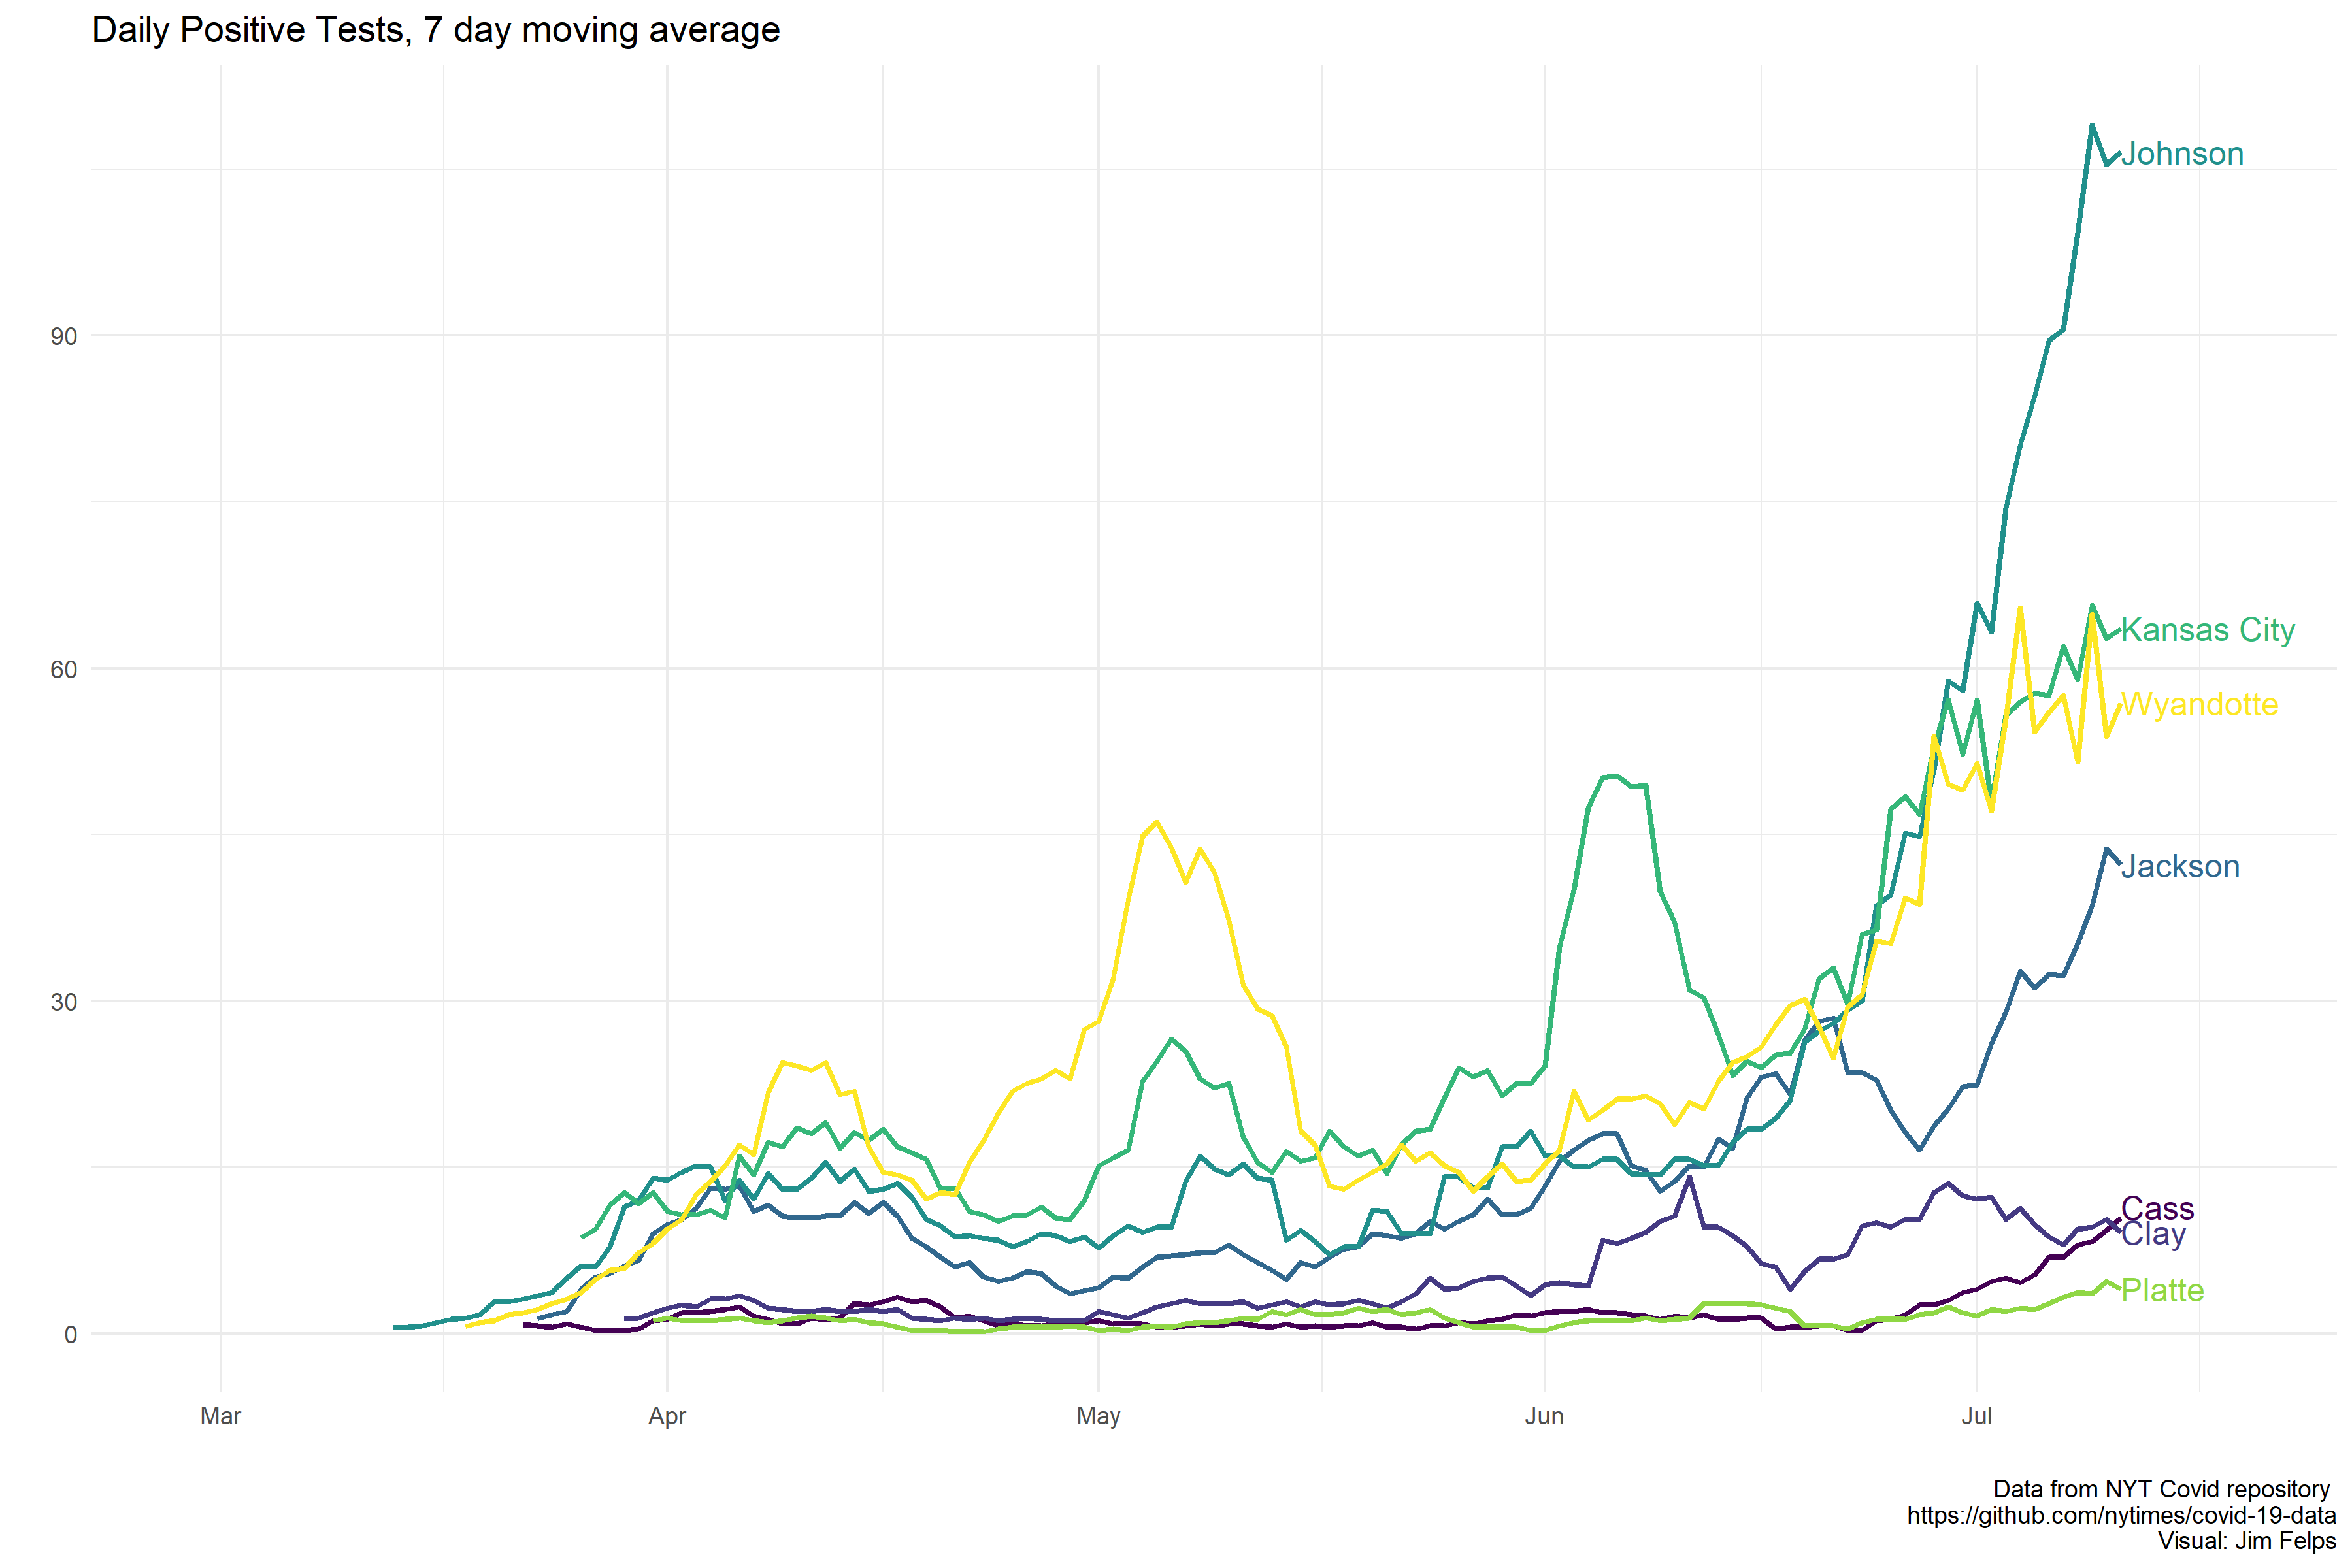 Daily Positive Tests, 7 day moving average
Johnson
90
Kansas City
60
Wyandotte
Jackson
30
Cass
Clay
Platte
0
Mar Apr May Jun Jul
Data from NYT Covid repository
https://github.com/nytimes/covid-19-data
Visual: Jim Felps